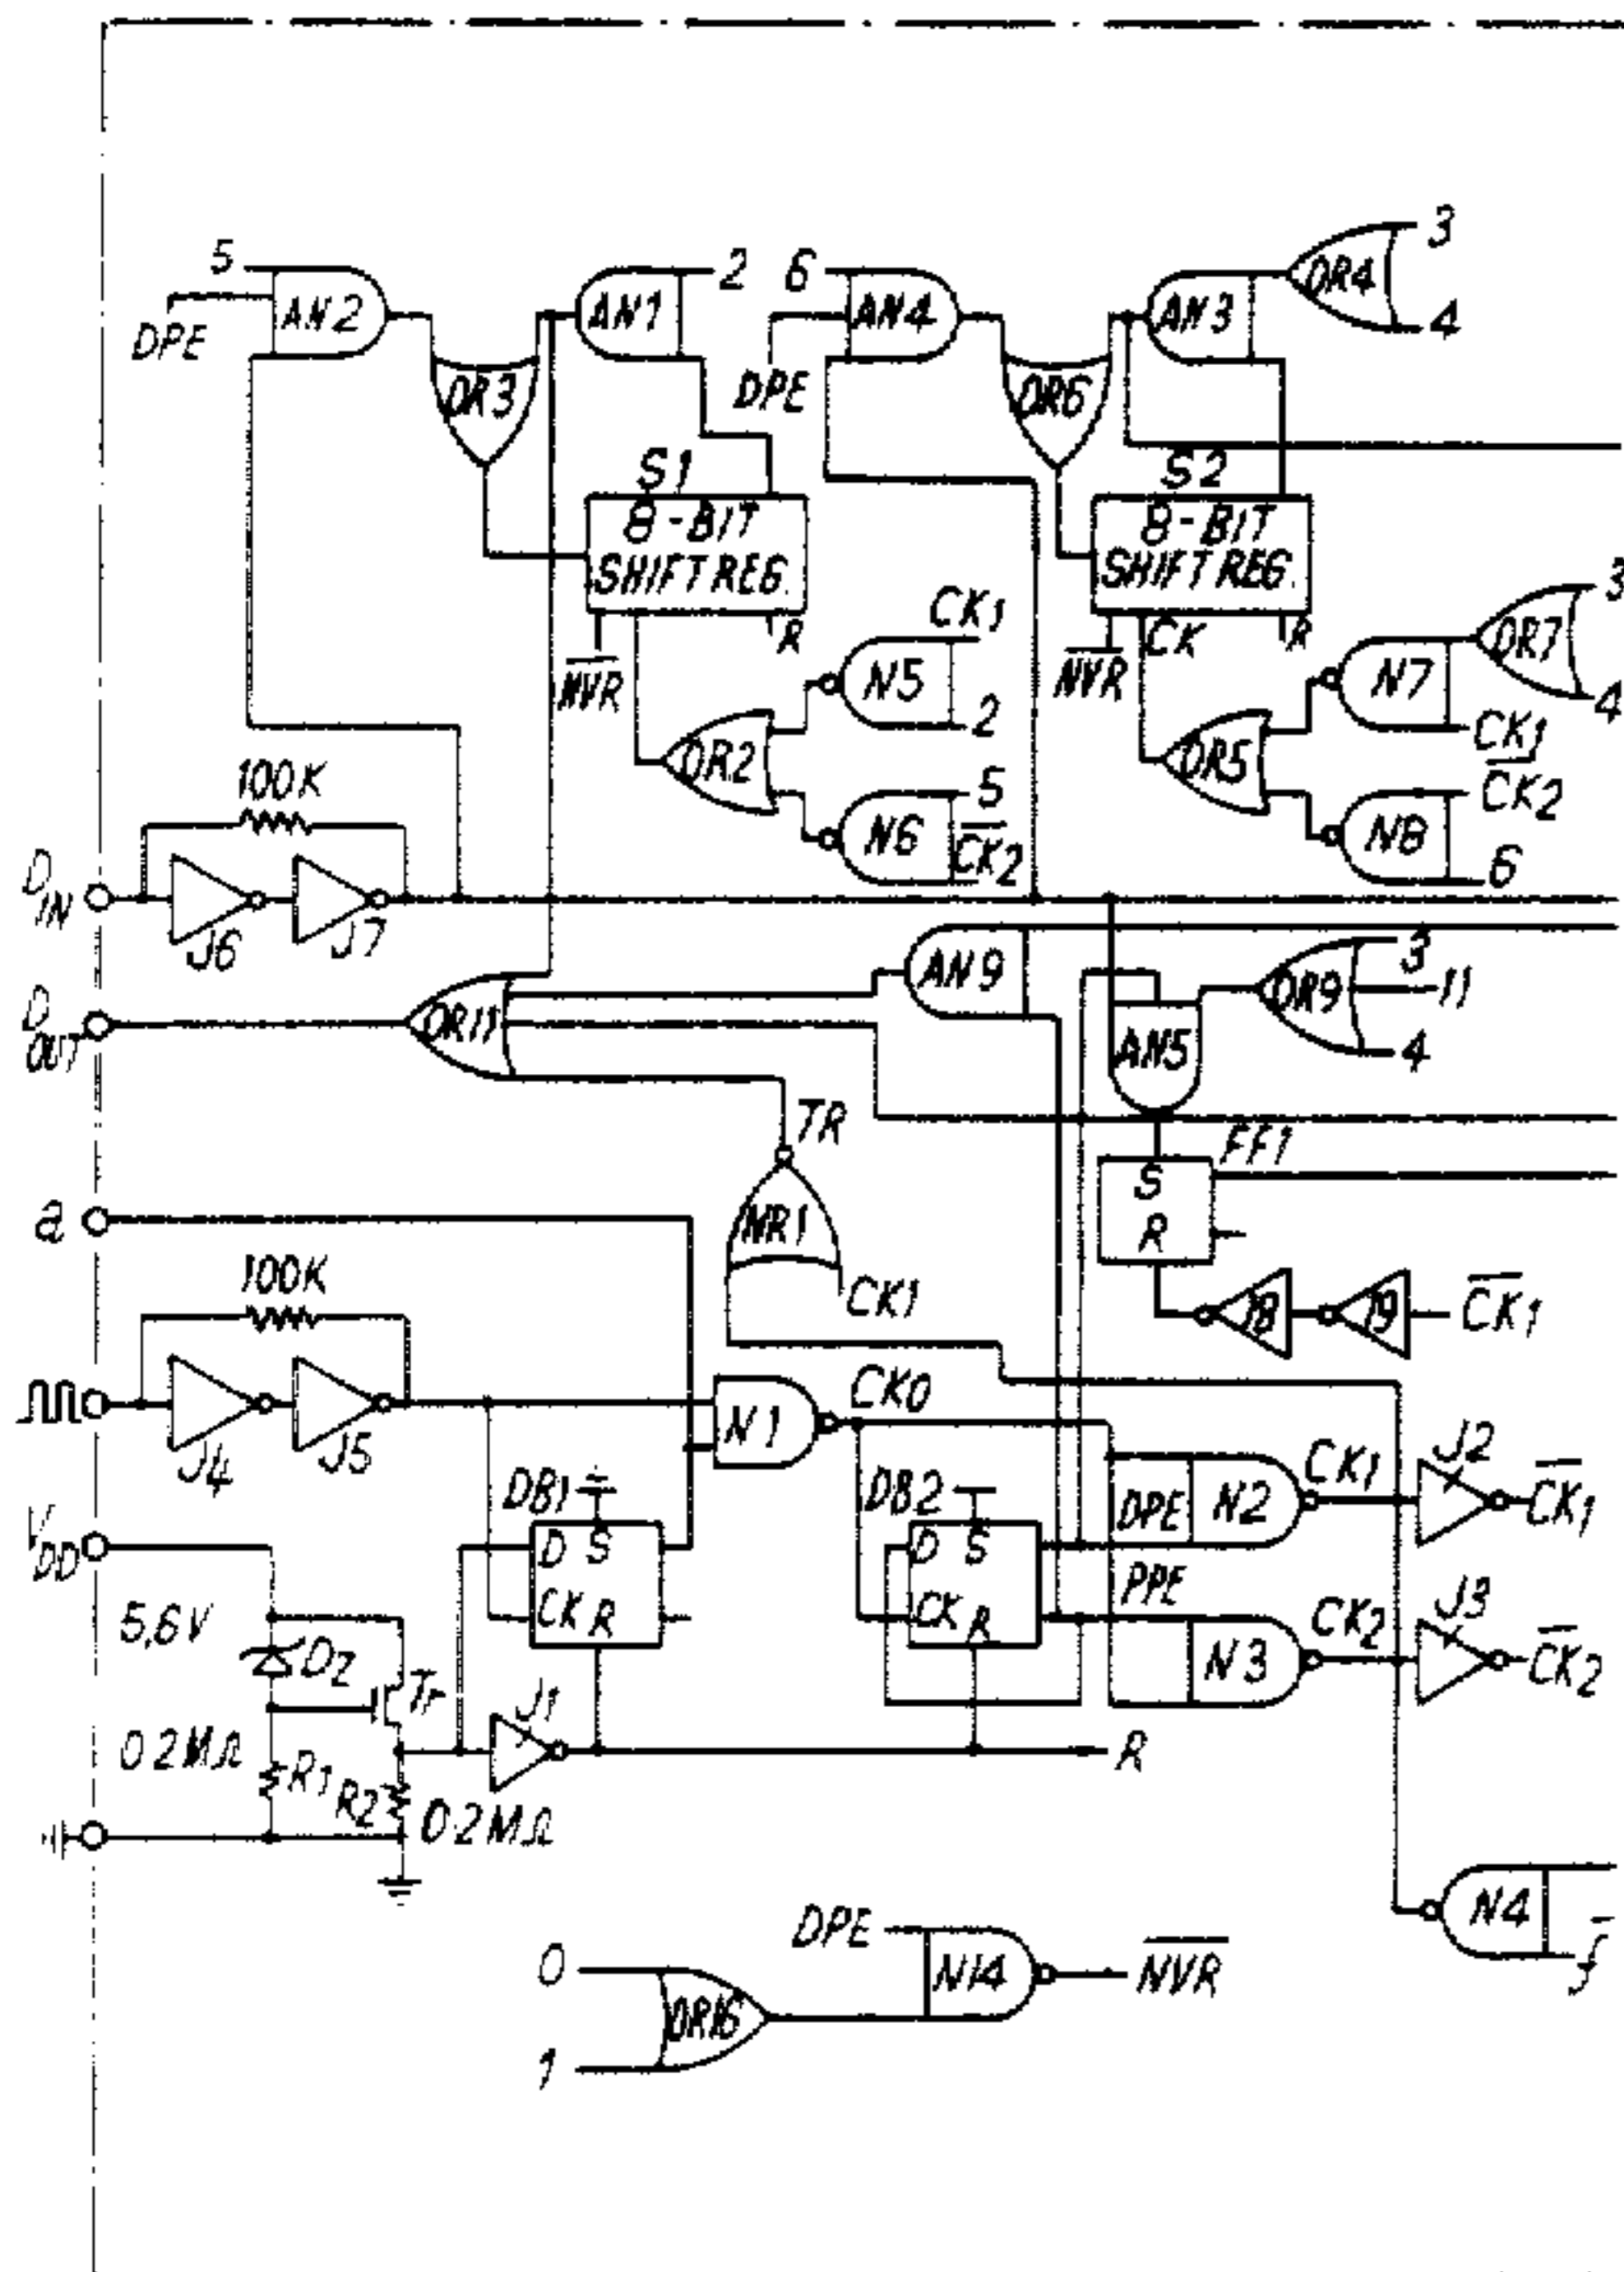 3
5
AN2
DPE
AN1
2
6
AN4
DPE
AN3
OR4
4
OR3
OR6
S1
8-BIT
SHIFT REG.
R
NVR
S2
8-BIT
SHIFT REG.
CK
R
NVR
CK1
N5
2
OR2
5
N6
CK2
3
OR7
4
N7
CK1
OR5
CK2
N8
6
100K
DIN
J6
J7
AN9
OR9
3
11
4
DOUT
OR11
AN5
TR
FF1
S
R
a
NR1
CK1
J8
J9
CK1
100K
J4
J5
N1
CK0
DB1
D S
CK R
DB2
D S
CK R
DPE
N2
CK1
J2
CK1
PPE
N3
CK2
J3
CK2
VDD
5,6V
DZ
Tr
J1
R
0.2MΩ
R1
R2
0.2MΩ
N4
f
DPE
N14
NVR
0
OR16
1